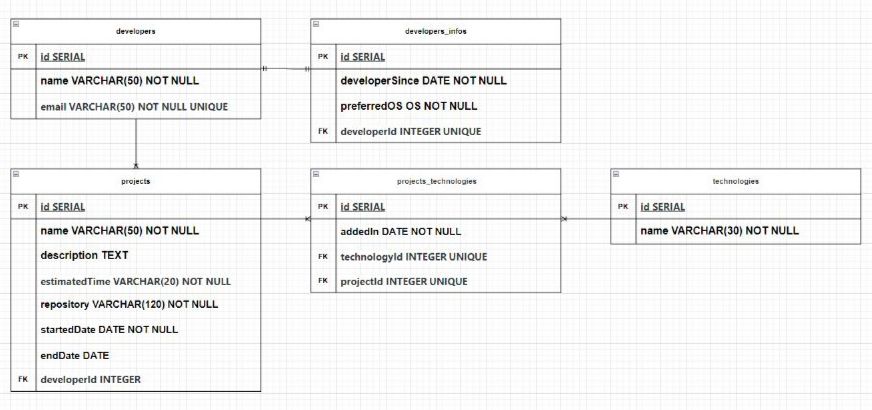 developers
PK id SERIAL
name VARCHAR(50) NOT NULL
email VARCHAR(50) NOT NULL UNIQUE
developers_infos
PK id SERIAL
developerSince DATE NOT NULL
preferredOS OS NOT NULL
FK developerId INTEGER UNIQUE
projects
PK id SERIAL
name VARCHAR(50) NOT NULL
description TEXT
estimatedTime VARCHAR(20) NOT NULL
repository VARCHAR(120) NOT NULL
startedDate DATE NOT NULL
endDate DATE
FK developerId INTEGER
projects_technologies
PK id SERIAL
addedIn DATE NOT NULL
FK technologyId INTEGER UNIQUE
FK projectId INTEGER UNIQUE
technologies
PK id SERIAL
name VARCHAR(30) NOT NULL